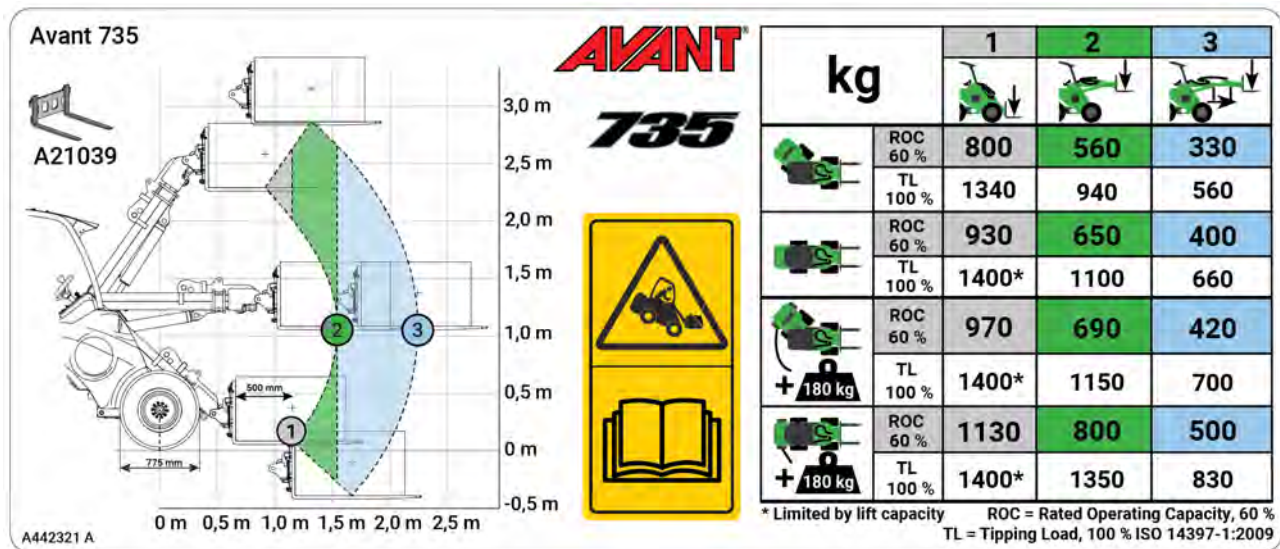 Avant 735
A21039
500 mm
775 mm
3,0 m
2,5 m
2,0 m
1,5 m
1,0 m
0,5 m
0 m
-0,5 m
0 m 0,5 m 1,0 m 1,5 m 2,0 m 2,5 m
1
2
3
A442321 A
AVANT®
735
kg 1 2 3
ROC 60 % 800 560 330
TL 100 % 1340 940 560
ROC 60 % 930 650 400
TL 100 % 1400* 1100 660
ROC 60 % 970 690 420
+ 180 kg TL 100 % 1400* 1150 700
ROC 60 % 1130 800 500
+ 180 kg TL 100 % 1400* 1350 830
* Limited by lift capacity ROC = Rated Operating Capacity, 60 %
TL = Tipping Load, 100 % ISO 14397-1:2009